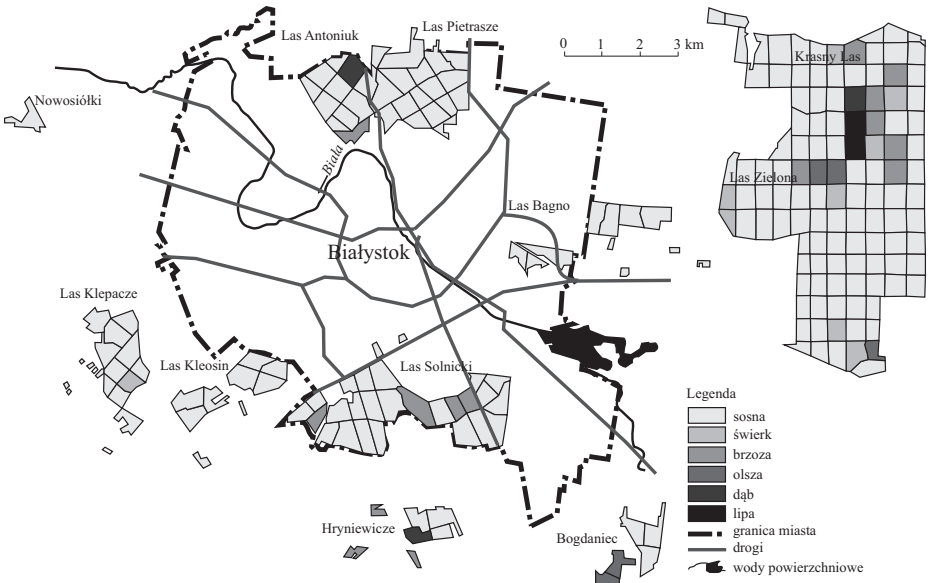 Las Antoniuk
Las Pietrasze
0 1 2 3 km
Krasny Las
Nowosiółki
Biała
Las Zielona
Las Bagno
Białystok
Las Klepacze
Las Kleosin
Las Solnicki
Legenda
sosna
świerk
brzoza
olsza
dąb
lipa
granica miasta
drogi
wody powierzchniowe
Hryniewicze
Bogdaniec